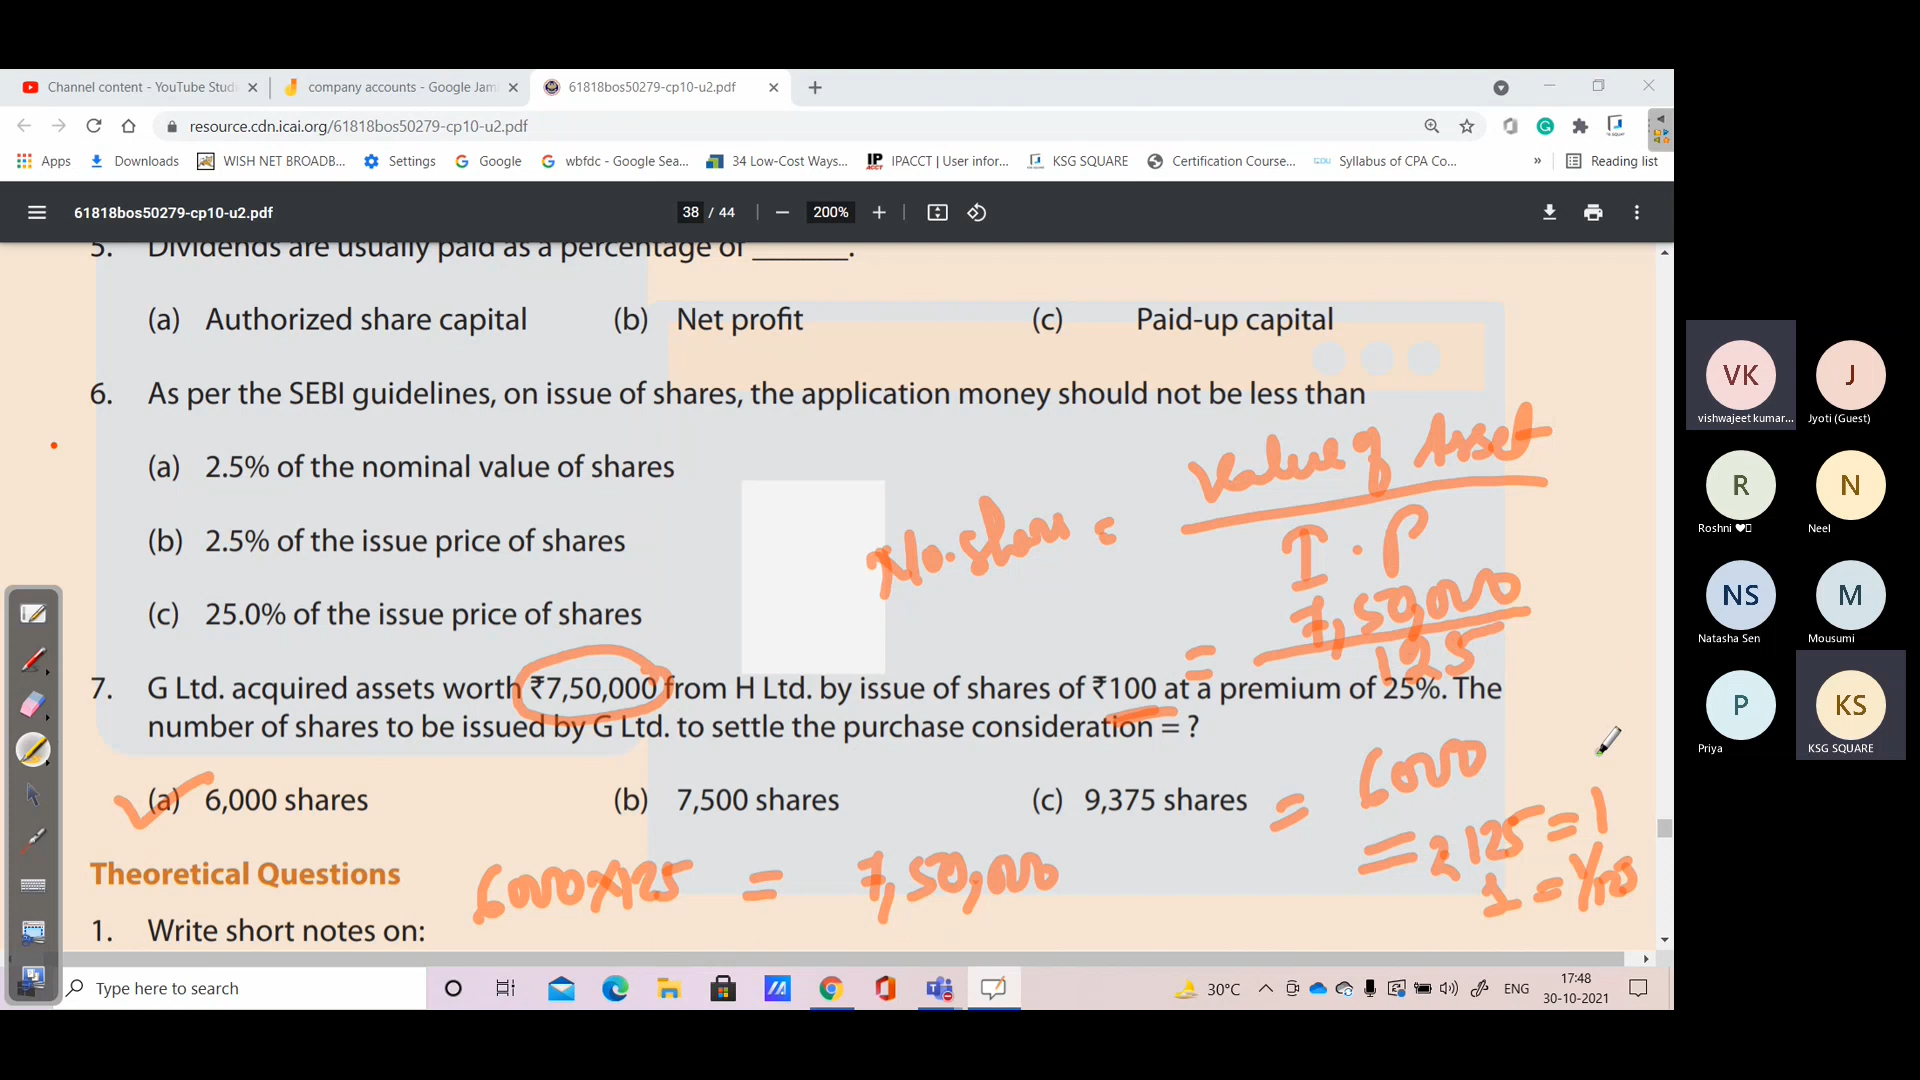 Channel content - YouTube Studi
company accounts - Google Jam
61818bos50279-cp10-u2.pdf
resource.cdn.icai.org/61818bos50279-cp10-u2.pdf
Apps
Downloads
WISH NET BROADB...
Settings
Google
wbfdc - Google Sea...
34 Low-Cost Ways...
IPACCT | User infor...
KSG SQUARE
Certification Course...
Syllabus of CPA Co...
»
Reading list
61818bos50279-cp10-u2.pdf
38 / 44
200%
5. Dividends are usually paid as a percentage of ______.
(a) Authorized share capital (b) Net profit (c) Paid-up capital
6. As per the SEBI guidelines, on issue of shares, the application money should not be less than
(a) 2.5% of the nominal value of shares
(b) 2.5% of the issue price of shares
(c) 25.0% of the issue price of shares
No. shares = Value of Asset
I.P
= 7,50,000
125
7. G Ltd. acquired assets worth ₹7,50,000 from H Ltd. by issue of shares of ₹100 at a premium of 25%. The
number of shares to be issued by G Ltd. to settle the purchase consideration = ?
(a) 6,000 shares (b) 7,500 shares (c) 9,375 shares
= 6000
= 2 125 = 1
1 = 1/125
6000×125 = 7,50,000
Theoretical Questions
1. Write short notes on:
VK
vishwajeet kumar...
J
Jyoti (Guest)
R
Roshni
N
Neel
NS
Natasha Sen
M
Mousumi
P
Priya
KS
KSG SQUARE
Type here to search
30°C
ENG
17:48
30-10-2021